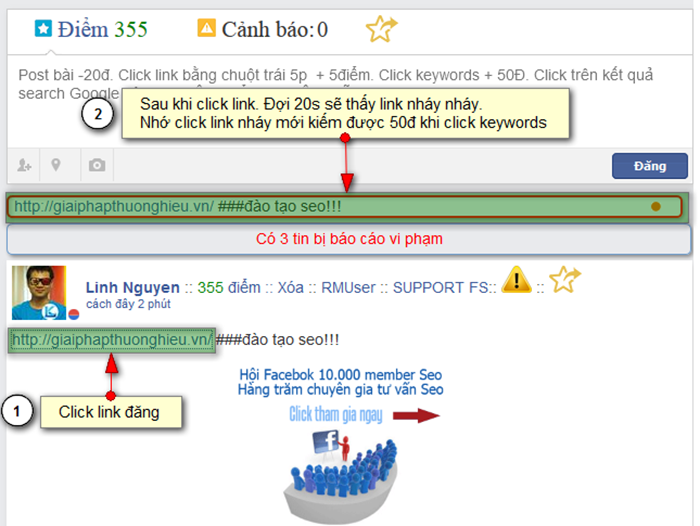 Điểm 355 Cảnh báo:0
Post bài -20đ. Click link bằng chuột trái 5p + 5điểm. Click keywords + 50Đ. Click trên kết quả
search Google
2
Sau khi click link. Đợi 20s sẽ thấy link nháy nháy.
Nhớ click link nháy mới kiếm được 50đ khi click keywords
Đăng
http://giaiphapthuonghieu.vn/ ###đào tạo seo!!!
Có 3 tin bị báo cáo vi phạm
Linh Nguyen :: 355 điểm :: Xóa :: RMUser :: SUPPORT FS:: ::
cách đây 2 phút
http://giaiphapthuonghieu.vn/ ###đào tạo seo!!!
1 Click link đăng
Hội Facebok 10.000 member Seo
Hàng trăm chuyên gia tư vấn Seo
Click tham gia ngay